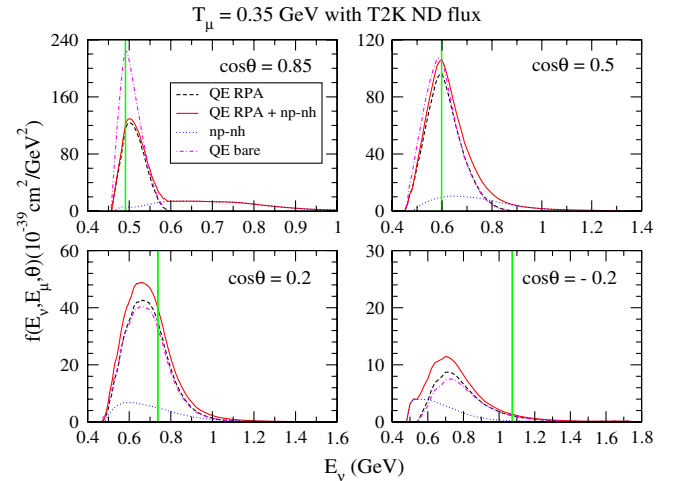 T_μ = 0.35 GeV with T2K ND flux
f(E_ν,E_μ,θ)(10^-39 cm^2/GeV^2)
240
180
120
60
0
0.4 0.5 0.6 0.7 0.8 0.9 1
cosθ = 0.85
QE RPA
QE RPA + np-nh
np-nh
QE bare
120
80
40
0
0.4 0.6 0.8 1 1.2 1.4
cosθ = 0.5
60
40
20
0
0.4 0.6 0.8 1 1.2 1.4 1.6
cosθ = 0.2
30
20
10
0
0.4 0.6 0.8 1 1.2 1.4 1.6 1.8
cosθ = - 0.2
E_ν (GeV)